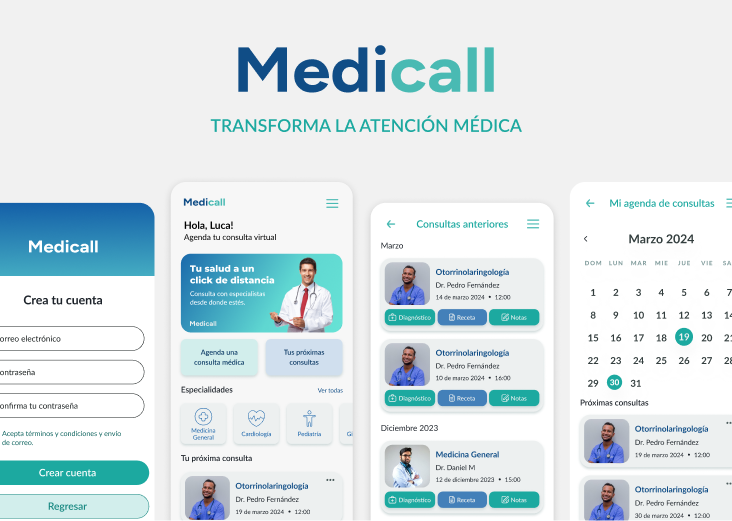 Medicall
TRANSFORMA LA ATENCIÓN MÉDICA
Medicall
Crea tu cuenta
orreo electrónico
ontraseña
onfirma tu contraseña
Acepta términos y condiciones y envio
de correo.
Crear cuenta
Regresar
Medicall
Hola, Luca!
Agenda tu consulta virtual
Tu salud a un
click de distancia
Consulta con especialistas
desde donde estés.
Medicall
Agenda una
consulta médica
Tus próximas
consultas
Especialidades
Ver todas
Medicina
General
Cardiología
Pediatría
Gi
Tu próxima consulta
Otorrinolaringología
Dr. Pedro Fernández
19 de marzo 2024 • 12:00
Consultas anteriores
Marzo
Otorrinolaringología
Dr. Pedro Fernández
14 de marzo 2024 • 12:00
Diagnóstico
Receta
Notas
Otorrinolaringología
Dr. Pedro Fernández
10 de marzo 2024 • 16:00
Diagnóstico
Receta
Notas
Diciembre 2023
Medicina General
Dr. Daniel M
12 de diciembre 2023 • 15:00
Diagnóstico
Receta
Notas
Mi agenda de consultas
Marzo 2024
DOM LUN MAR MIE JUE VIE SA
1 2 3 4 5 6 7
8 9 10 11 12 13 14
15 16 17 18 19 20 21
22 23 24 25 26 27 28
29 30 31
Próximas consultas
Otorrinolaringología
Dr. Pedro Fernández
19 de marzo 2024 • 12:00
Otorrinolaringología
Dr. Pedro Fernández
30 de marzo 2024 • 12:00